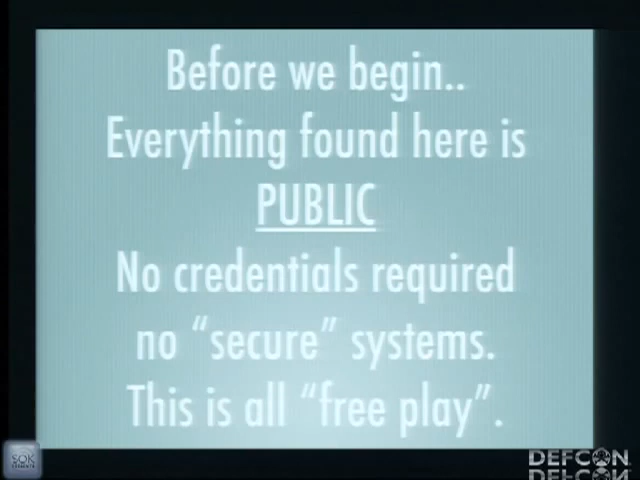 Before we begin..
Everything found here is
PUBLIC
No credentials required
no “secure” systems.
This is all “free play”.
SOK
DEFCON